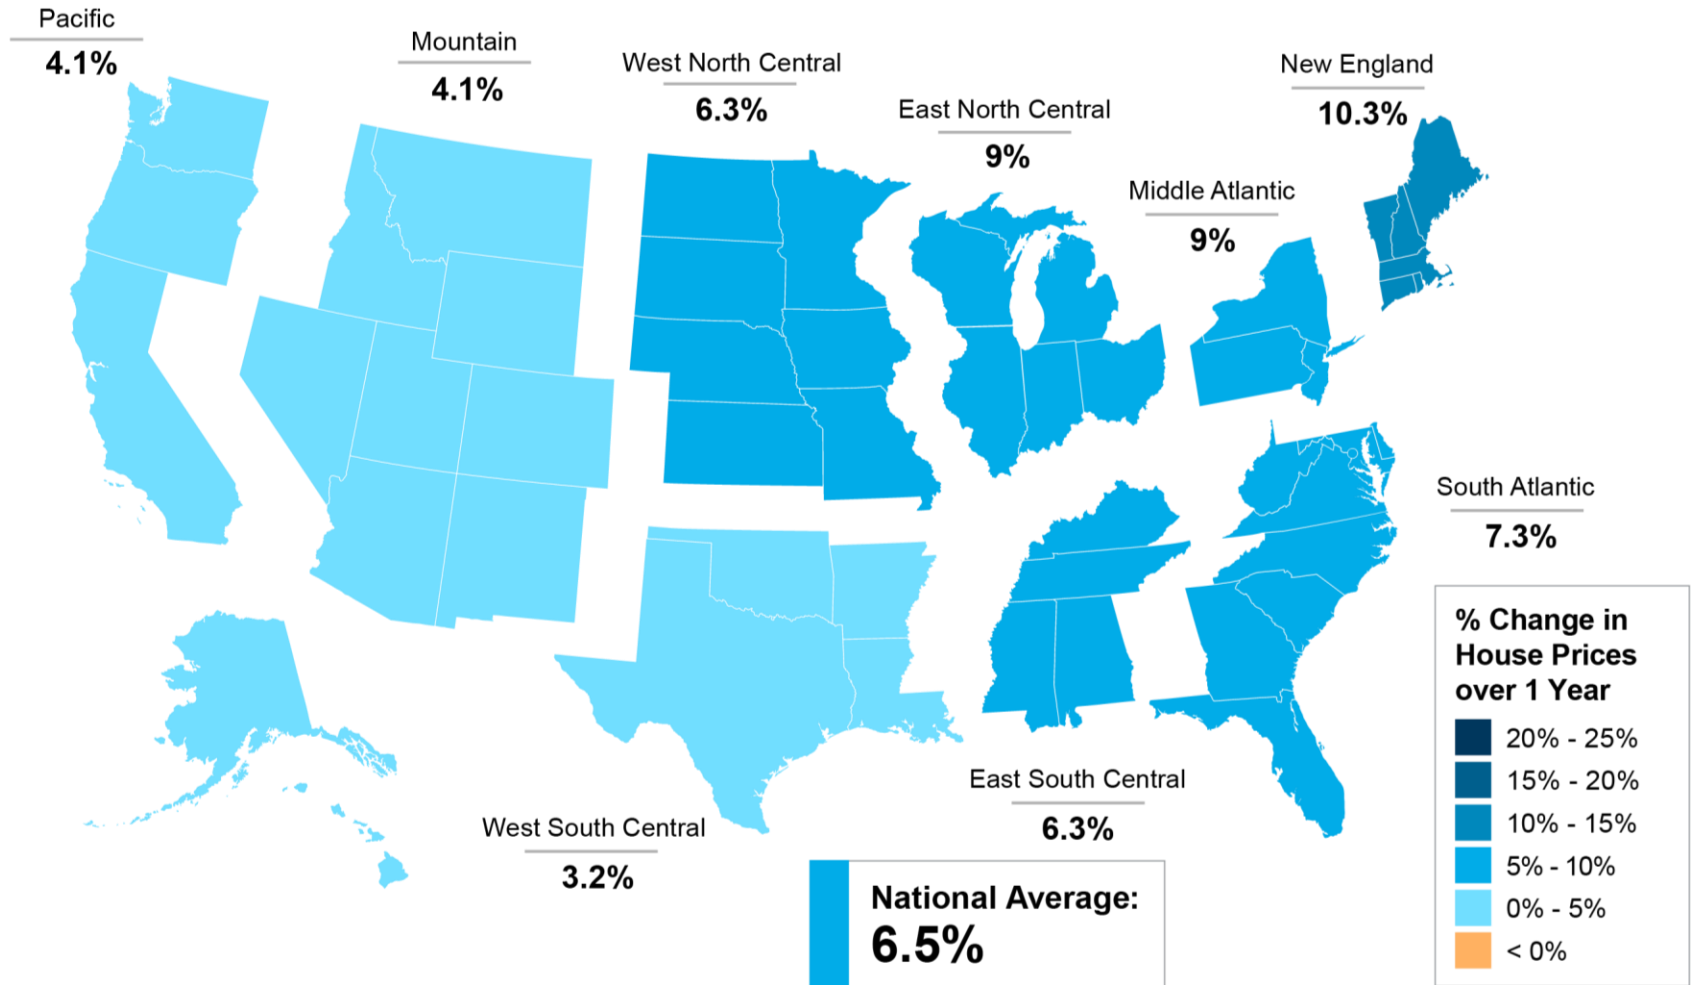 Pacific
4.1%
Mountain
4.1%
West North Central
6.3%
East North Central
9%
New England
10.3%
Middle Atlantic
9%
South Atlantic
7.3%
East South Central
6.3%
West South Central
3.2%
National Average:
6.5%
% Change in
House Prices
over 1 Year
20% - 25%
15% - 20%
10% - 15%
5% - 10%
0% - 5%
< 0%